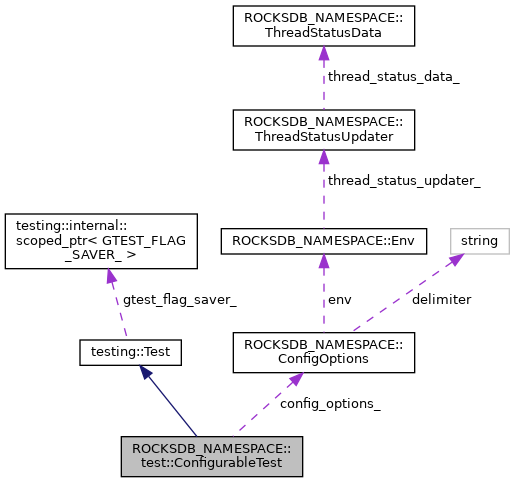 ROCKSDB_NAMESPACE::
ThreadStatusData
thread_status_data_
ROCKSDB_NAMESPACE::
ThreadStatusUpdater
thread_status_updater_
testing::internal::
scoped_ptr< GTEST_FLAG
_SAVER_ >
ROCKSDB_NAMESPACE::Env
string
gtest_flag_saver_
env
delimiter
testing::Test
ROCKSDB_NAMESPACE::
ConfigOptions
config_options_
ROCKSDB_NAMESPACE::
test::ConfigurableTest